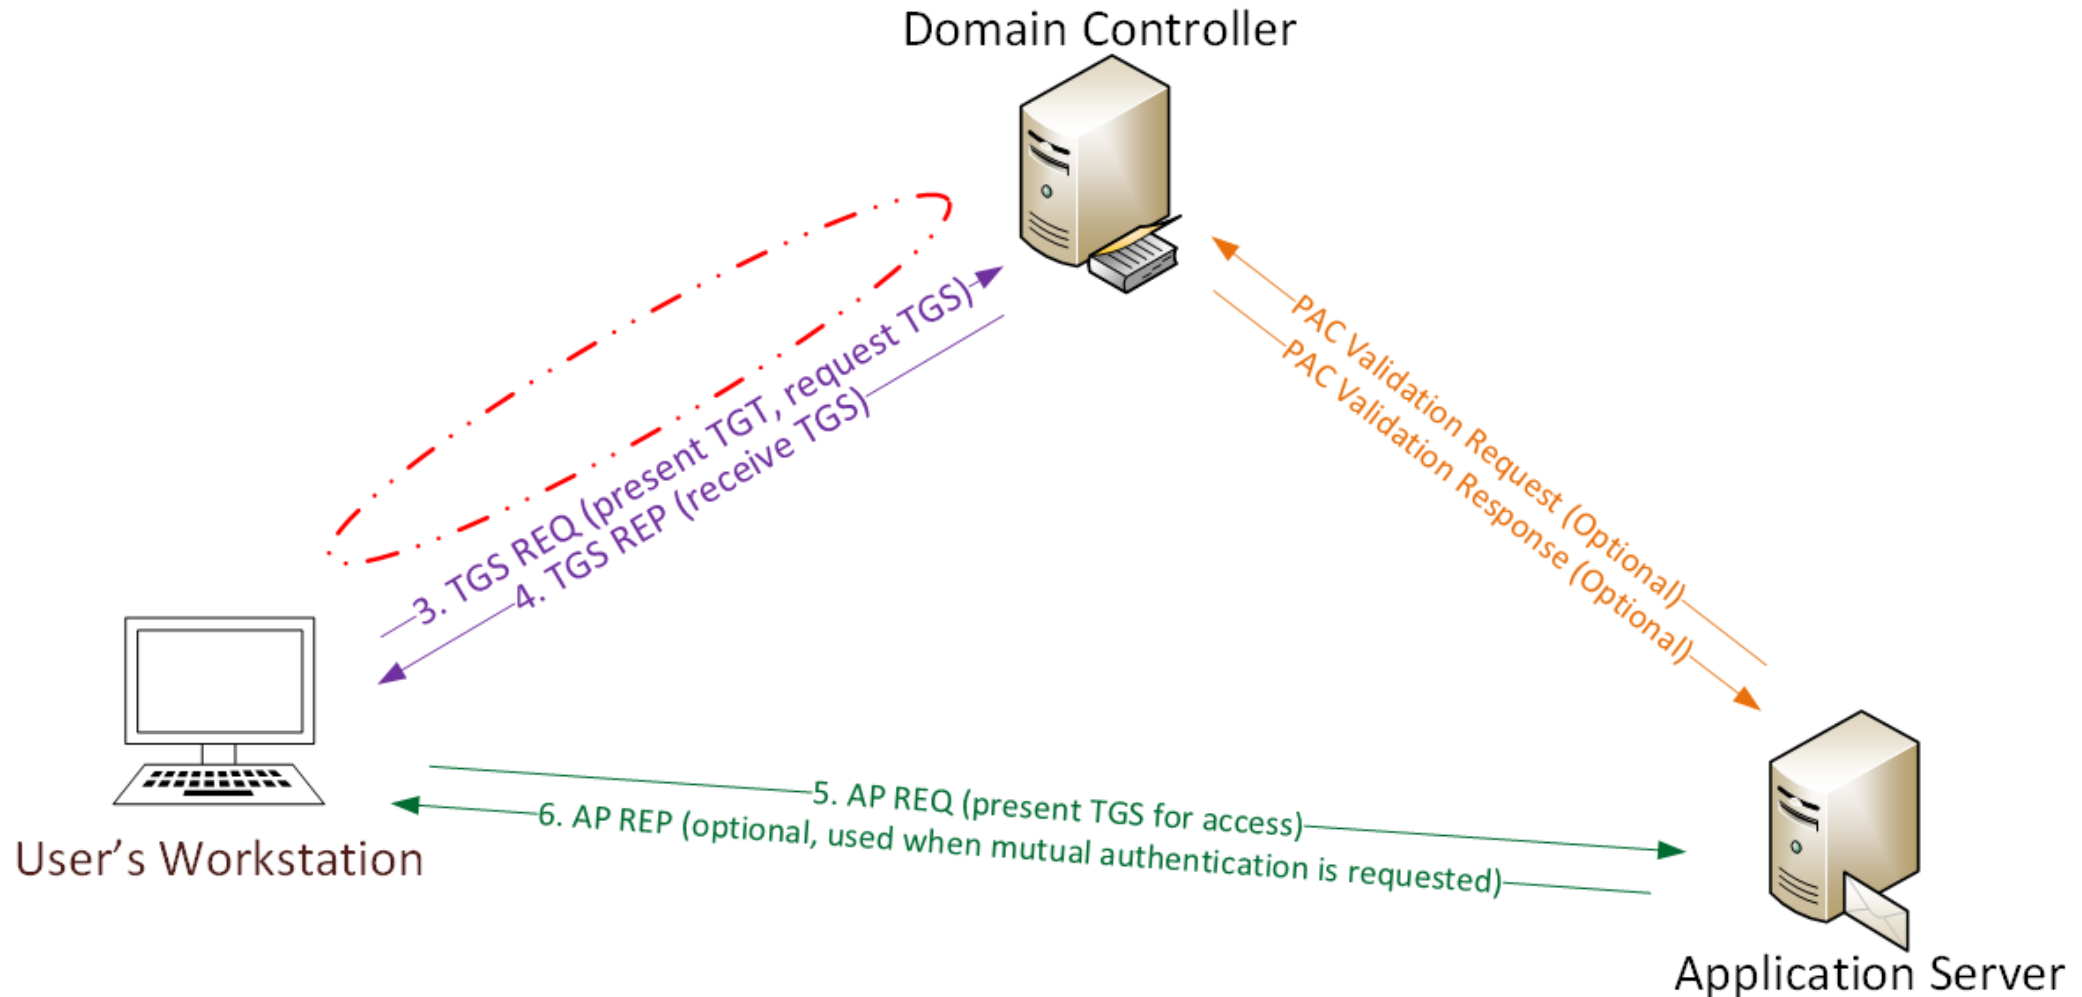 Domain Controller
3. TGS REQ (present TGT, request TGS)
4. TGS REP (receive TGS)
PAC Validation Request (Optional)
PAC Validation Response (Optional)
5. AP REQ (present TGS for access)
6. AP REP (optional, used when mutual authentication is requested)
User’s Workstation
Application Server